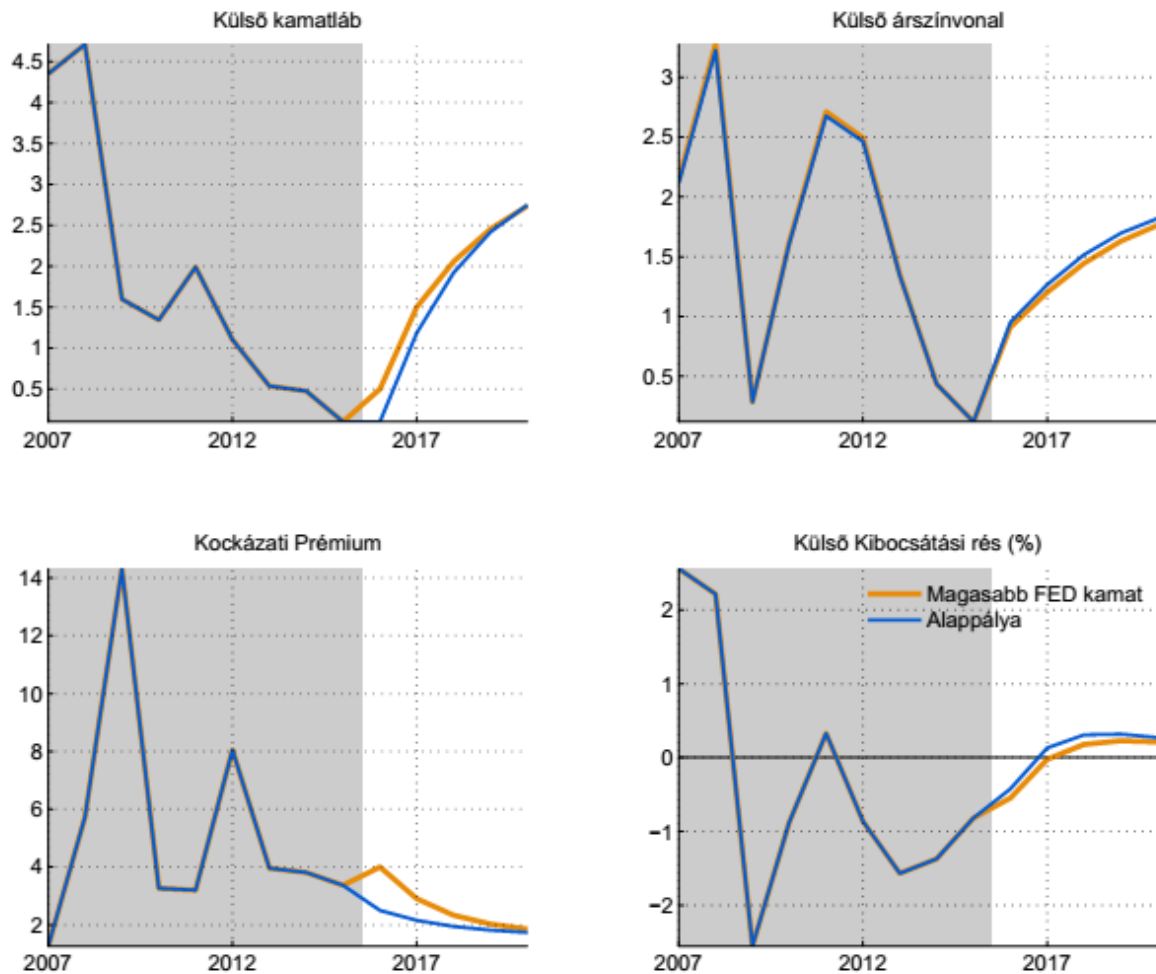 Külső kamatláb
4.5
4
3.5
3
2.5
2
1.5
1
0.5
2007 2012 2017
Külső árszínvonal
3
2.5
2
1.5
1
0.5
2007 2012 2017
Kockázati Prémium
14
12
10
8
6
4
2
2007 2012 2017
Külső Kibocsátási rés (%)
Magasabb FED kamat
Alappálya
2
1
0
−1
−2
2007 2012 2017